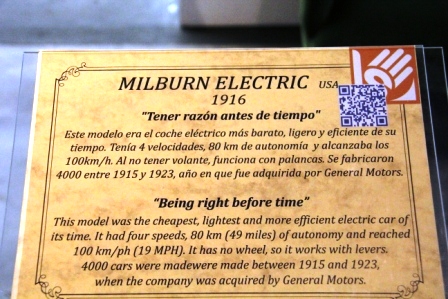 MILBURN ELECTRIC USA
1916
"Tener razón antes de tiempo"
Este modelo era el coche eléctrico más barato, ligero y eficiente de su
tiempo. Tenía 4 velocidades, 80 km de autonomía y alcanzaba los
100km/h. Al no tener volante, funciona con palancas. Se fabricaron
4000 entre 1915 y 1923, año en que fue adquirida por General Motors.
"Being right before time"
This model was the cheapest, lightest and more efficient electric car of
its time. It had four speeds, 80 km (49 miles) of autonomy and reached
100 km/ph (19 MPH). It has no wheel, so it works with levers.
4000 cars were madewere made between 1915 and 1923,
when the company was acquired by General Motors.